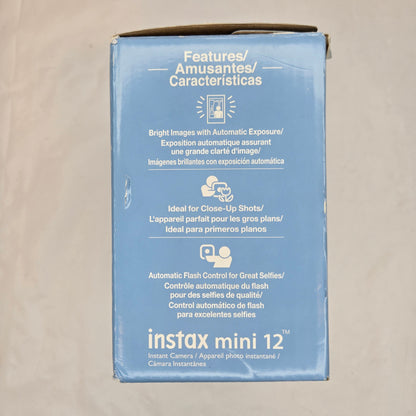 Features/
Amusantes/
Características
Bright Images with Automatic Exposure/
Exposition automatique assurant
une grande clarté d'image/
Imágenes brillantes con exposición automática
Ideal for Close-Up Shots/
L'appareil parfait pour les gros plans/
Ideal para primeros planos
Automatic Flash Control for Great Selfies/
Contrôle automatique du flash
pour des selfies de qualité/
Control automático de flash
para excelentes selfies
instax mini 12™
Instant Camera / Appareil photo instantané /
Cámara Instantánea